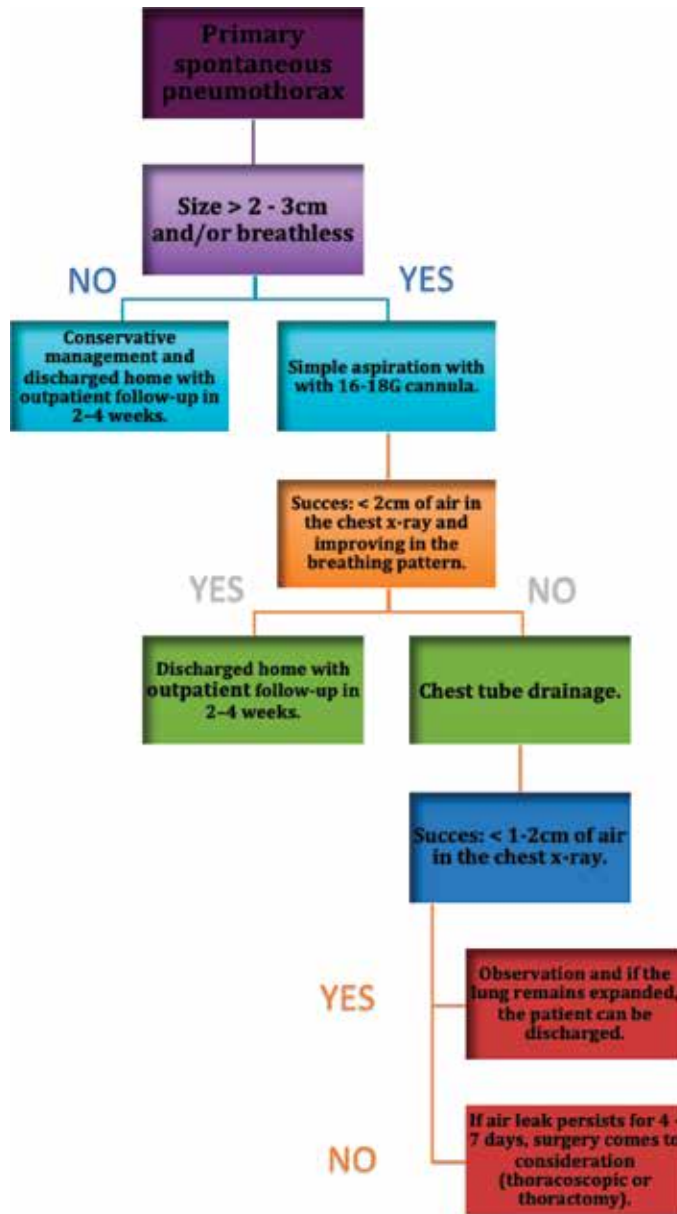 Primary
spontaneous
pneumothorax
Size > 2 - 3cm
and/or breathless
NO
YES
Conservative
management and
discharged home with
outpatient follow-up in
2–4 weeks.
Simple aspiration with
with 16-18G cannula.
Succes: < 2cm of air in
the chest x-ray and
improving in the
breathing pattern.
YES
NO
Discharged home with
outpatient follow-up in
2–4 weeks.
Chest tube drainage.
Succes: < 1-2cm of air
in the chest x-ray.
YES
Observation and if the
lung remains expanded,
the patient can be
discharged.
NO
If air leak persists for 4 -
7 days, surgery comes to
consideration
(thoracoscopic or
thoractomy).